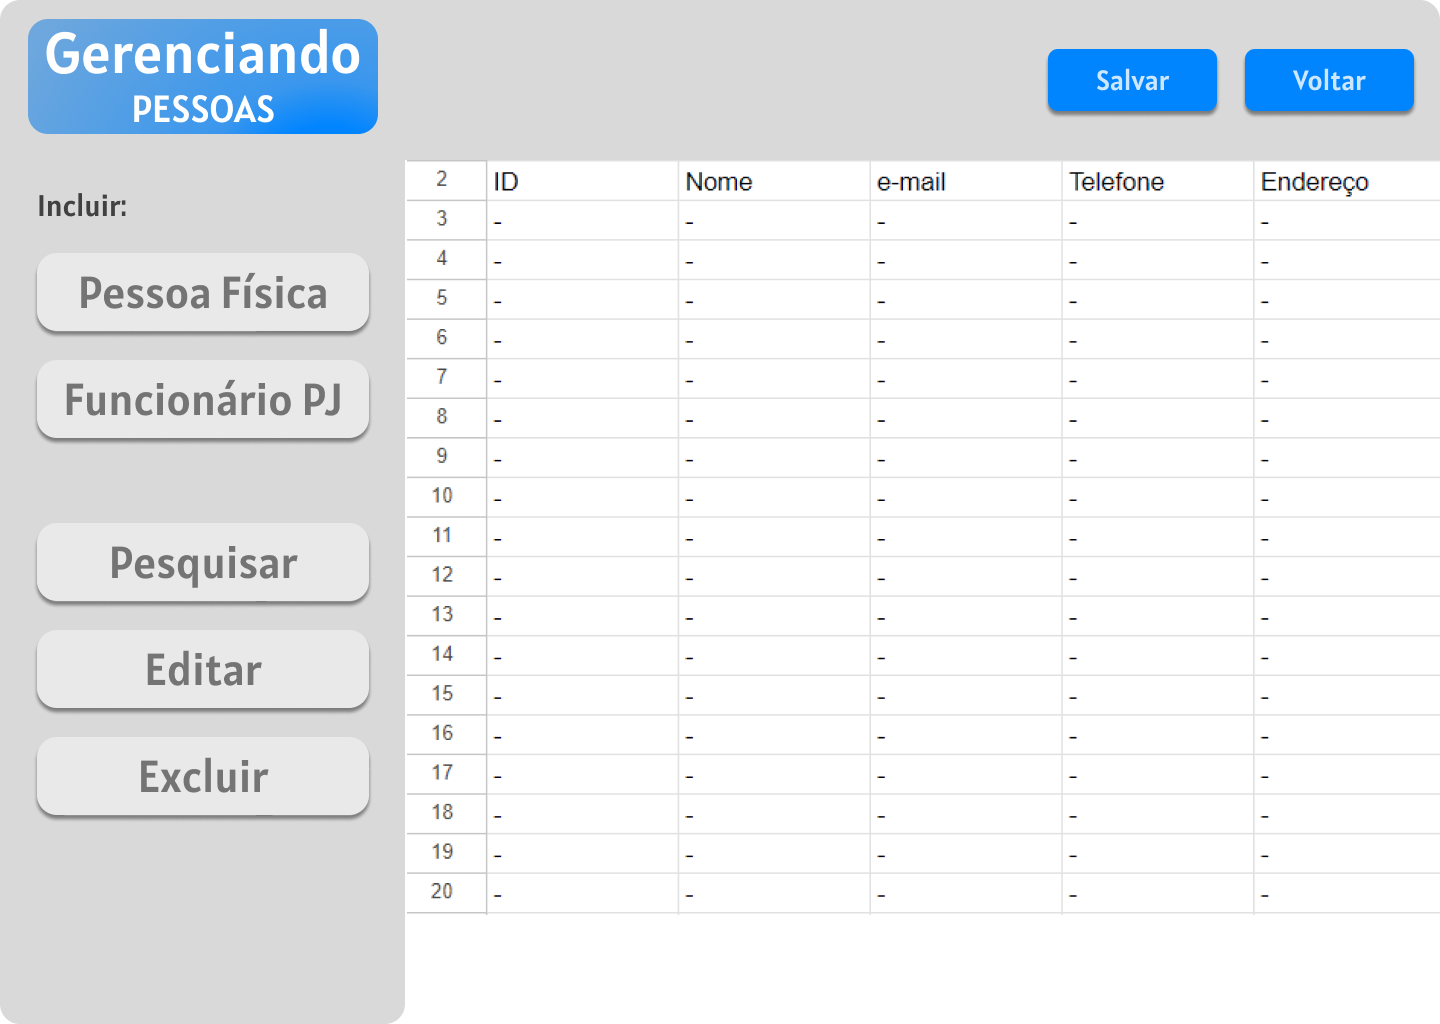 Gerenciando
PESSOAS
Salvar
Voltar
Incluir:
Pessoa Física
Funcionário PJ
Pesquisar
Editar
Excluir
2 ID Nome e-mail Telefone Endereço
3 - - - - -
4 - - - - -
5 - - - - -
6 - - - - -
7 - - - - -
8 - - - - -
9 - - - - -
10 - - - - -
11 - - - - -
12 - - - - -
13 - - - - -
14 - - - - -
15 - - - - -
16 - - - - -
17 - - - - -
18 - - - - -
19 - - - - -
20 - - - - -